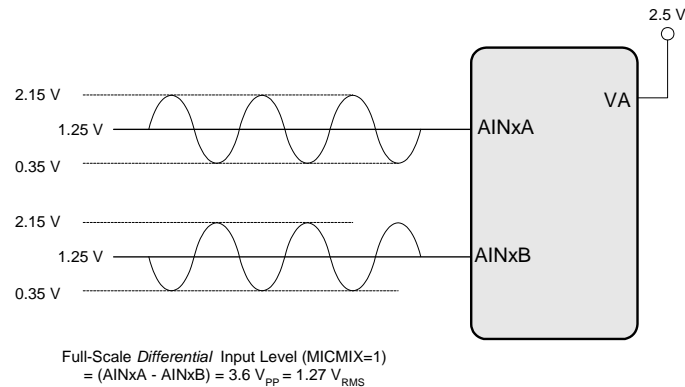 2.5 V
VA
2.15 V
1.25 V
0.35 V
AINxA
2.15 V
1.25 V
0.35 V
AINxB
Full-Scale Differential Input Level (MICMIX=1)
= (AINxA - AINxB) = 3.6 VPP = 1.27 VRMS